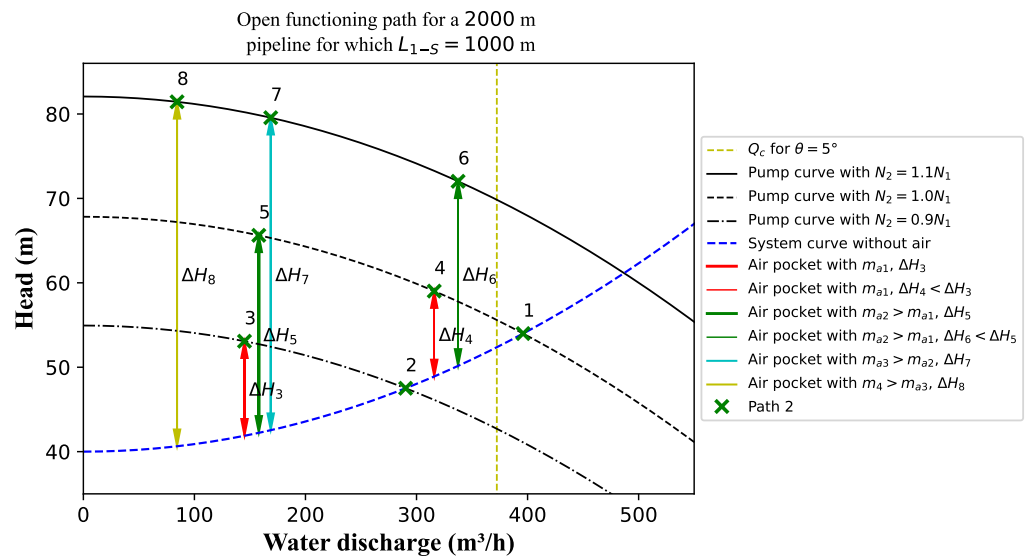 Open functioning path for a 2000 m
pipeline for which L₁₋S = 1000 m
8
7
6
5
4
3
2
1
ΔH₈
ΔH₇
ΔH₆
ΔH₅
ΔH₄
ΔH₃
80
70
60
50
40
Head (m)
0 100 200 300 400 500
Water discharge (m³/h)
Q_c for θ = 5°
Pump curve with N₂ = 1.1N₁
Pump curve with N₂ = 1.0N₁
Pump curve with N₂ = 0.9N₁
System curve without air
Air pocket with mₐ₁, ΔH₃
Air pocket with mₐ₁, ΔH₄ < ΔH₃
Air pocket with mₐ₂ > mₐ₁, ΔH₅
Air pocket with mₐ₂ > mₐ₁, ΔH₆ < ΔH₅
Air pocket with mₐ₃ > mₐ₂, ΔH₇
Air pocket with m₄ > mₐ₃, ΔH₈
Path 2